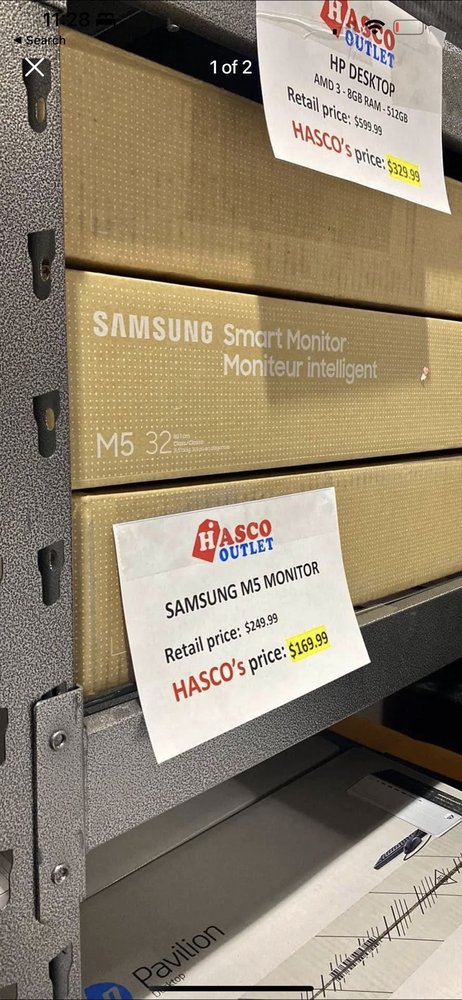 11:28
Search
1 of 2
HASCO
OUTLET
HP DESKTOP
AMD 3 - 8GB RAM - 512GB
Retail price: $599.99
HASCO's price: $329.99
SAMSUNG Smart Monitor
Moniteur intelligent
M5 32
HASCO
OUTLET
SAMSUNG M5 MONITOR
Retail price: $249.99
HASCO's price: $169.99
hp Pavilion
Desktop